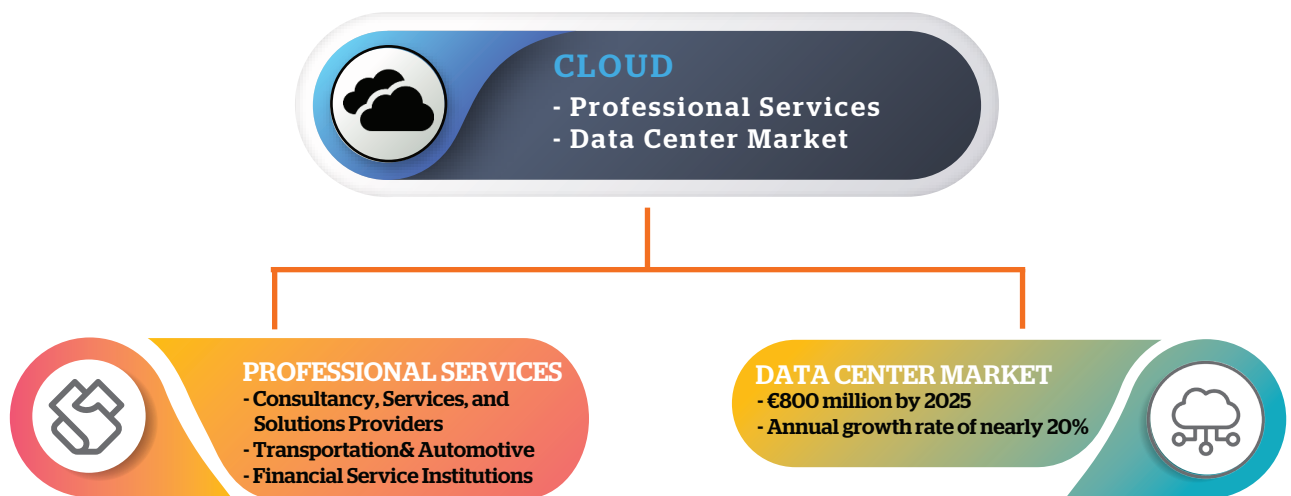 CLOUD
- Professional Services
- Data Center Market
PROFESSIONAL SERVICES
- Consultancy, Services, and
Solutions Providers
- Transportation& Automotive
- Financial Service Institutions
DATA CENTER MARKET
- €800 million by 2025
- Annual growth rate of nearly 20%